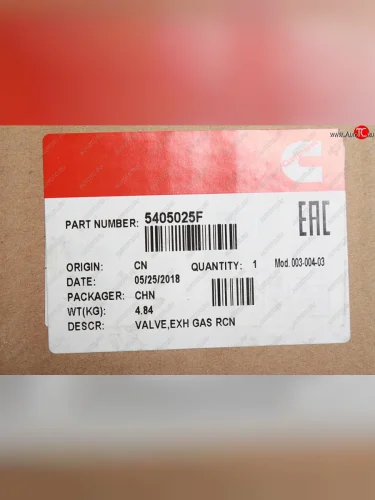 PART NUMBER: 5405025F
EAC
ORIGIN: CN QUANTITY: 1 Mod. 003-004-03
DATE: 05/25/2018
PACKAGER: CHN
WT(KG): 4.84
DESCR: VALVE,EXH GAS RCN